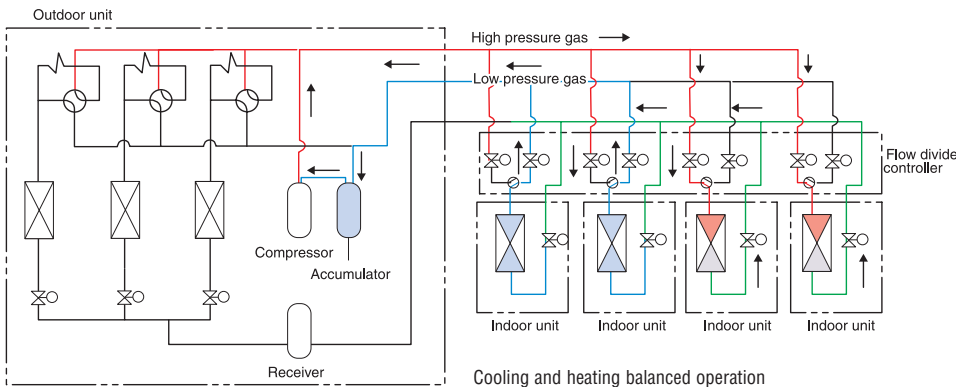 Outdoor unit
High pressure gas
Low pressure gas
Flow divide
controller
Compressor
Accumulator
Receiver
Indoor unit
Indoor unit
Indoor unit
Indoor unit
Cooling and heating balanced operation